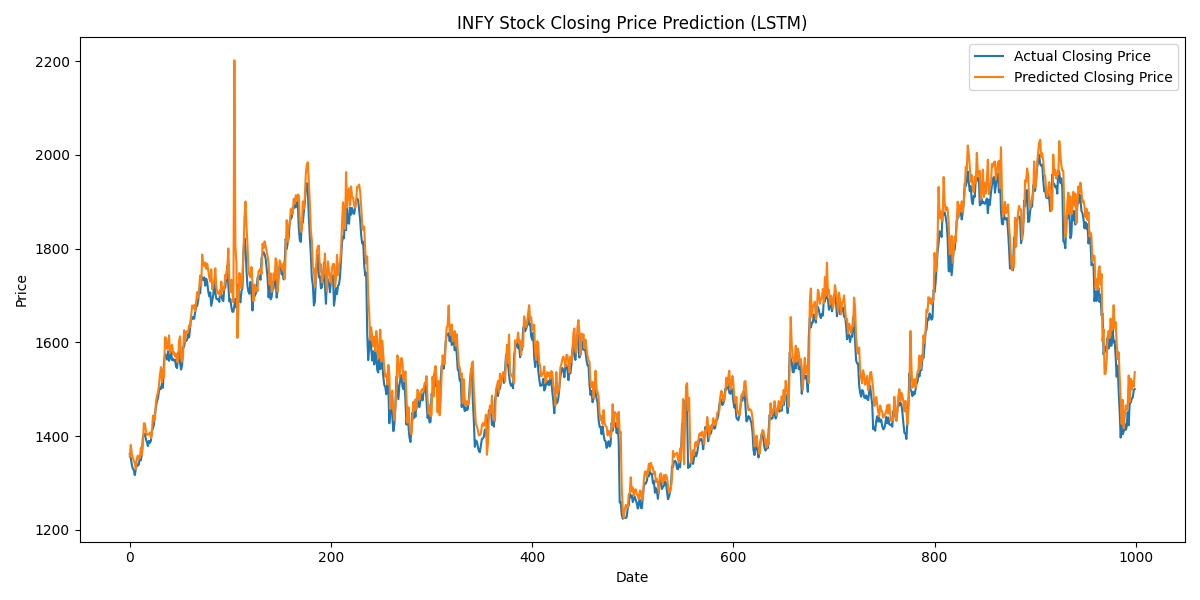 INFY Stock Closing Price Prediction (LSTM)
Actual Closing Price
Predicted Closing Price
Price
2200
2000
1800
1600
1400
1200
0 200 400 600 800 1000
Date